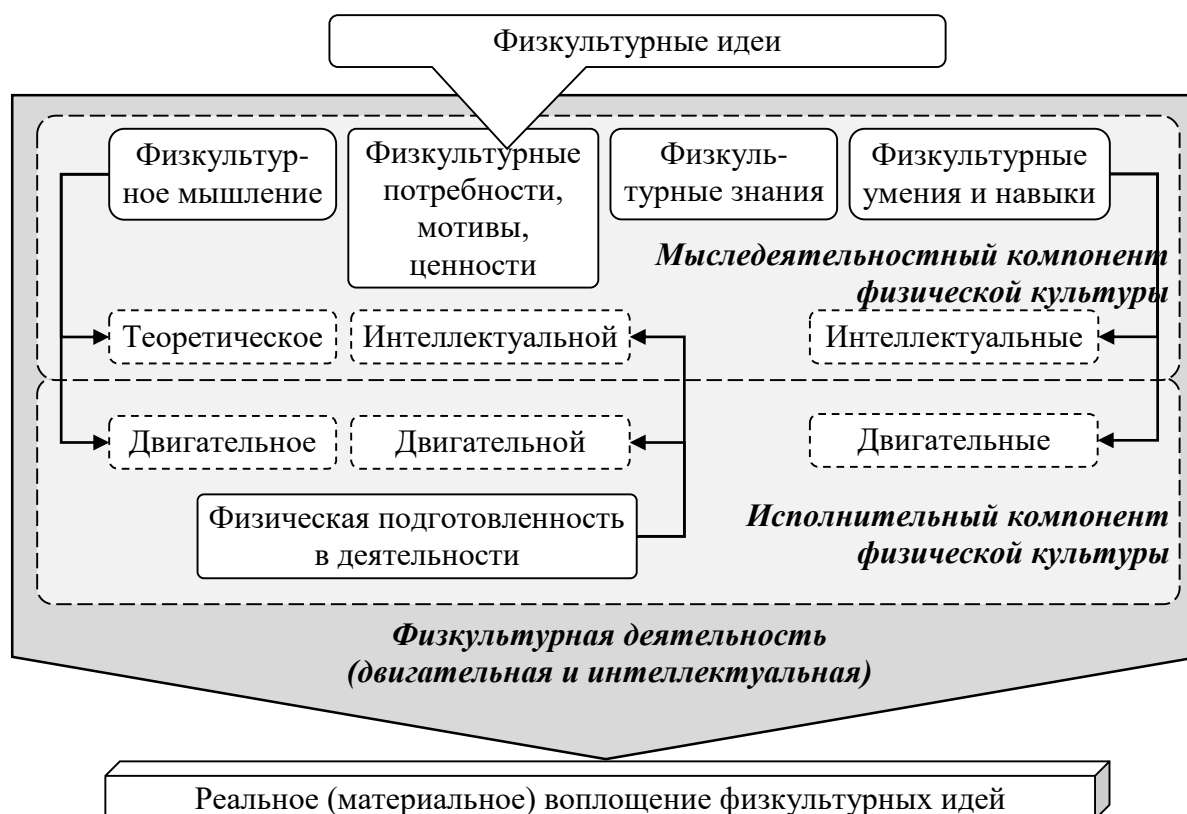 Физкультурные идеи
Физкультур-
ное мышление
Физкультурные
потребности,
мотивы,
ценности
Физкуль-
турные знания
Физкультурные
умения и навыки
Мыследеятельностный компонент
физической культуры
Теоретическое
Интеллектуальной
Интеллектуальные
Двигательное
Двигательной
Двигательные
Физическая подготовленность
в деятельности
Исполнительный компонент
физической культуры
Физкультурная деятельность
(двигательная и интеллектуальная)
Реальное (материальное) воплощение физкультурных идей